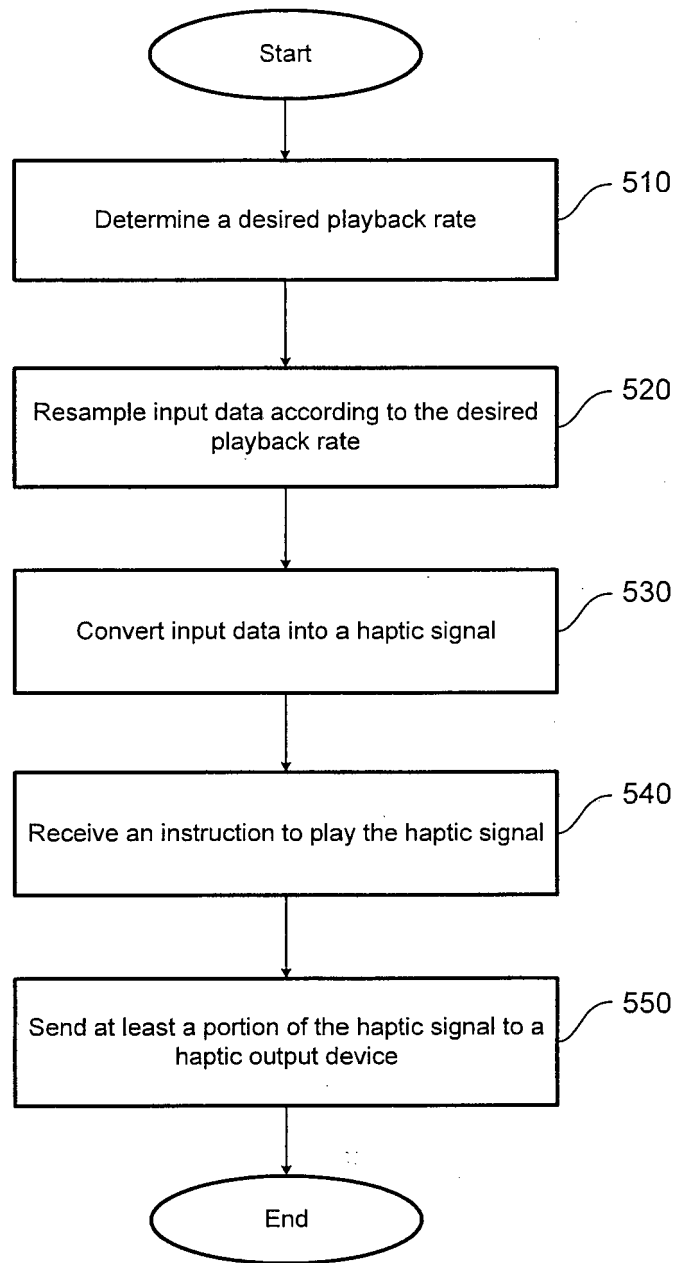 Start
510
Determine a desired playback rate
520
Resample input data according to the desired
playback rate
530
Convert input data into a haptic signal
540
Receive an instruction to play the haptic signal
550
Send at least a portion of the haptic signal to a
haptic output device
End